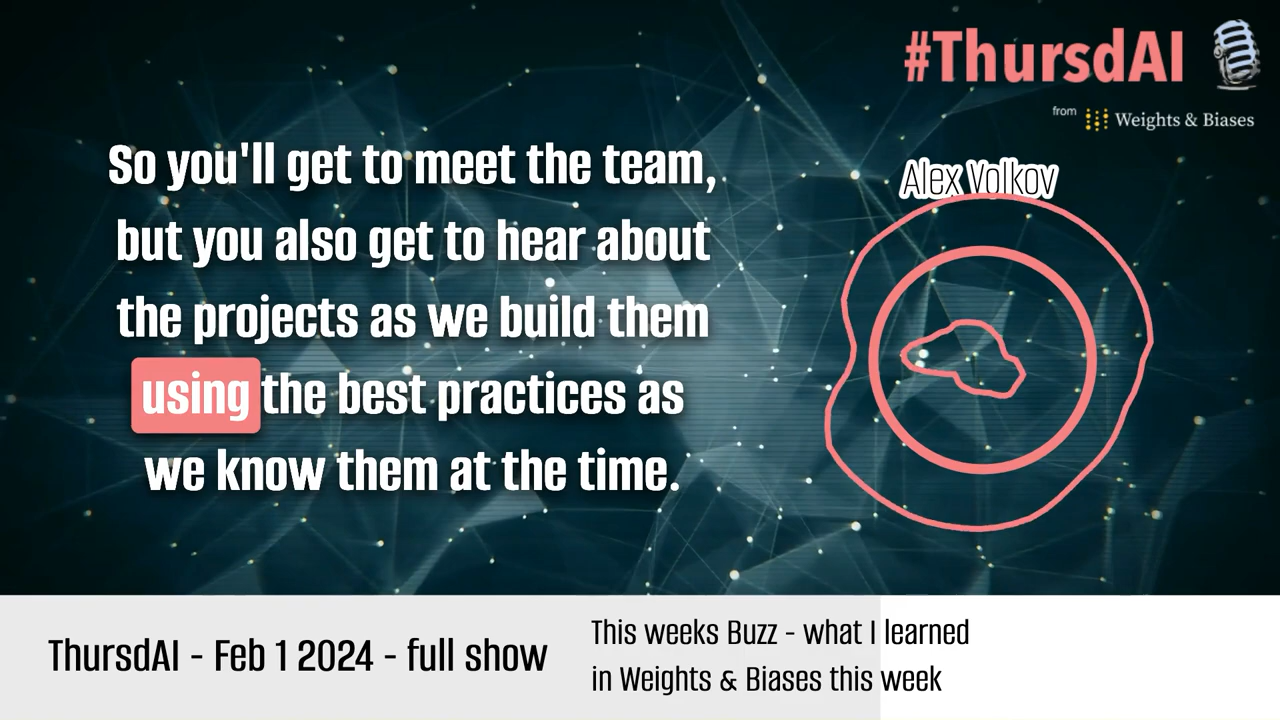 #ThursdAI
from Weights & Biases
Alex Volkov
So you'll get to meet the team,
but you also get to hear about
the projects as we build them
using the best practices as
we know them at the time.
ThursdAI - Feb 1 2024 - full show
This weeks Buzz - what I learned
in Weights & Biases this week